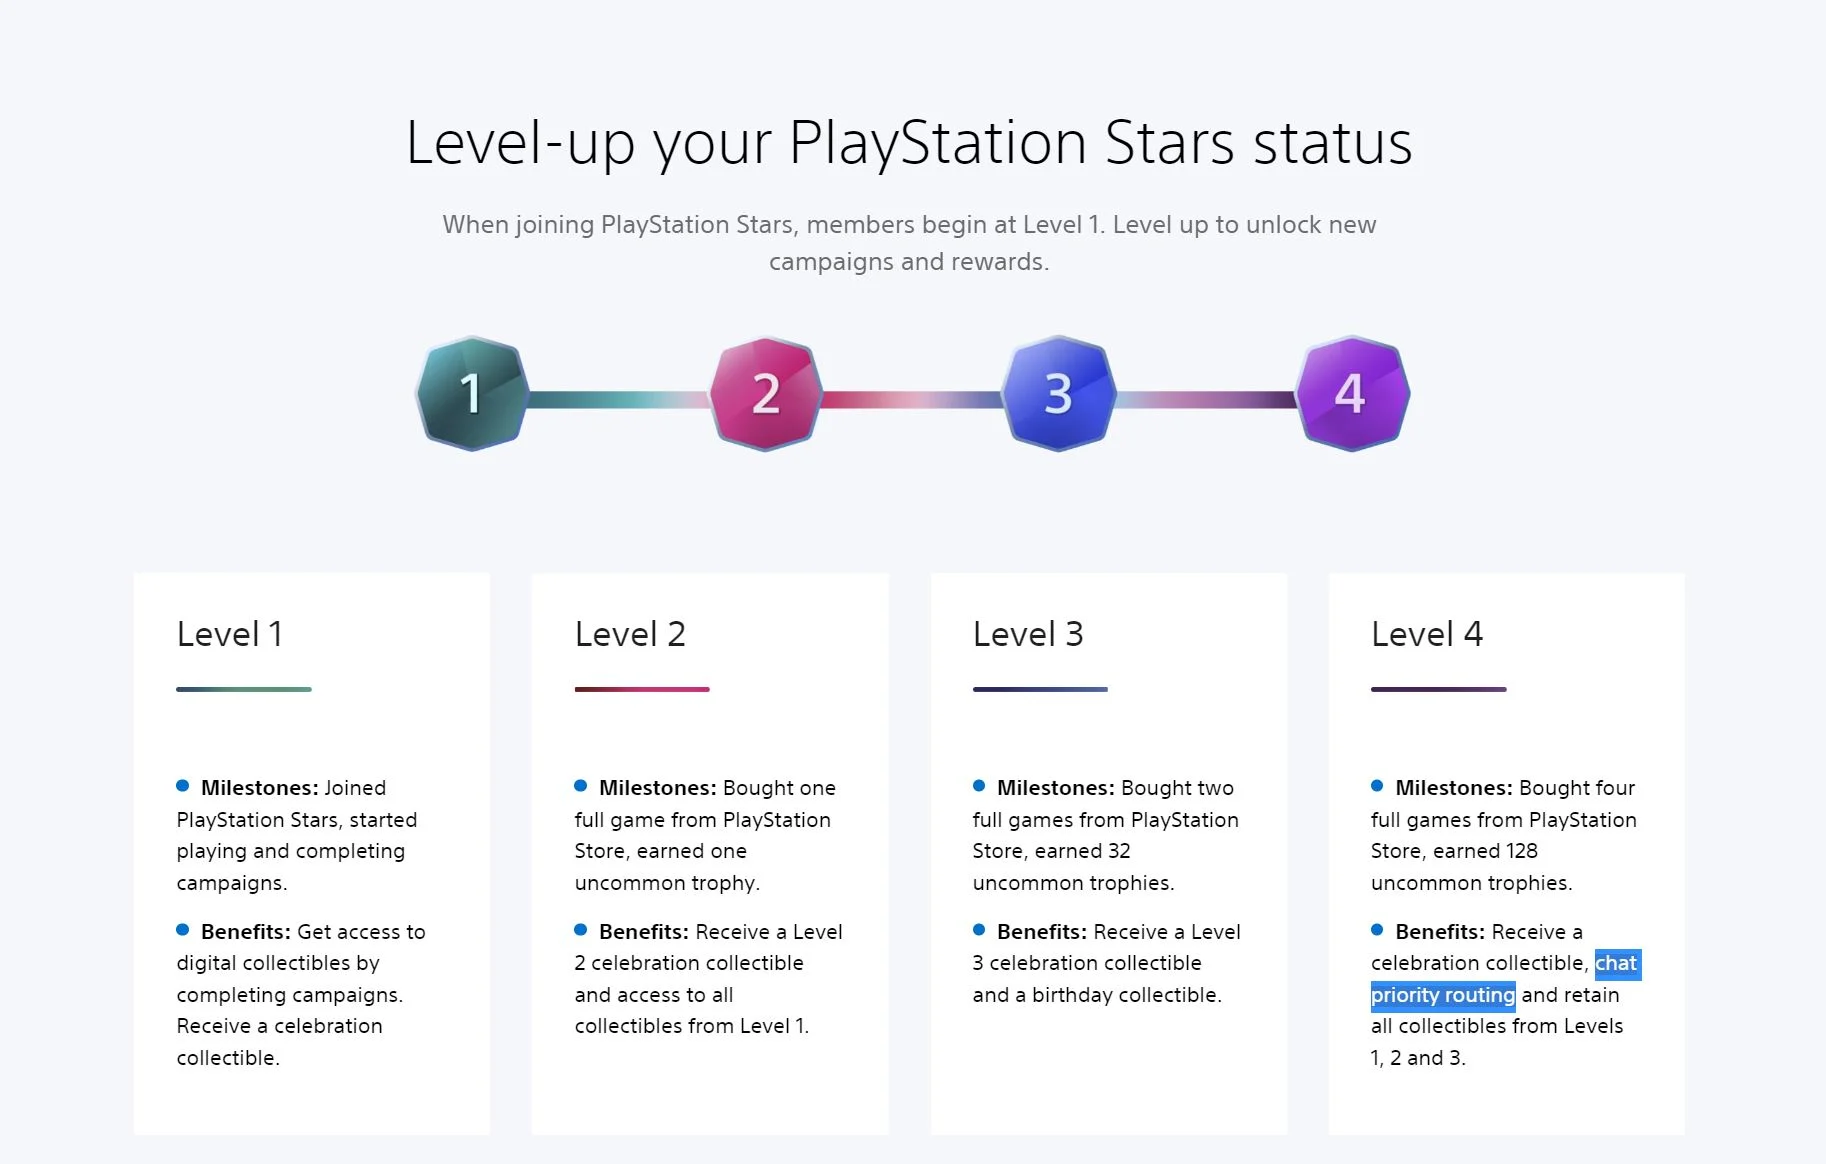 Level-up your PlayStation Stars status
When joining PlayStation Stars, members begin at Level 1. Level up to unlock new
campaigns and rewards.
1
2
3
4
Level 1
Milestones: Joined
PlayStation Stars, started
playing and completing
campaigns.
Benefits: Get access to
digital collectibles by
completing campaigns.
Receive a celebration
collectible.
Level 2
Milestones: Bought one
full game from PlayStation
Store, earned one
uncommon trophy.
Benefits: Receive a Level
2 celebration collectible
and access to all
collectibles from Level 1.
Level 3
Milestones: Bought two
full games from PlayStation
Store, earned 32
uncommon trophies.
Benefits: Receive a Level
3 celebration collectible
and a birthday collectible.
Level 4
Milestones: Bought four
full games from PlayStation
Store, earned 128
uncommon trophies.
Benefits: Receive a
celebration collectible, chat
priority routing and retain
all collectibles from Levels
1, 2 and 3.